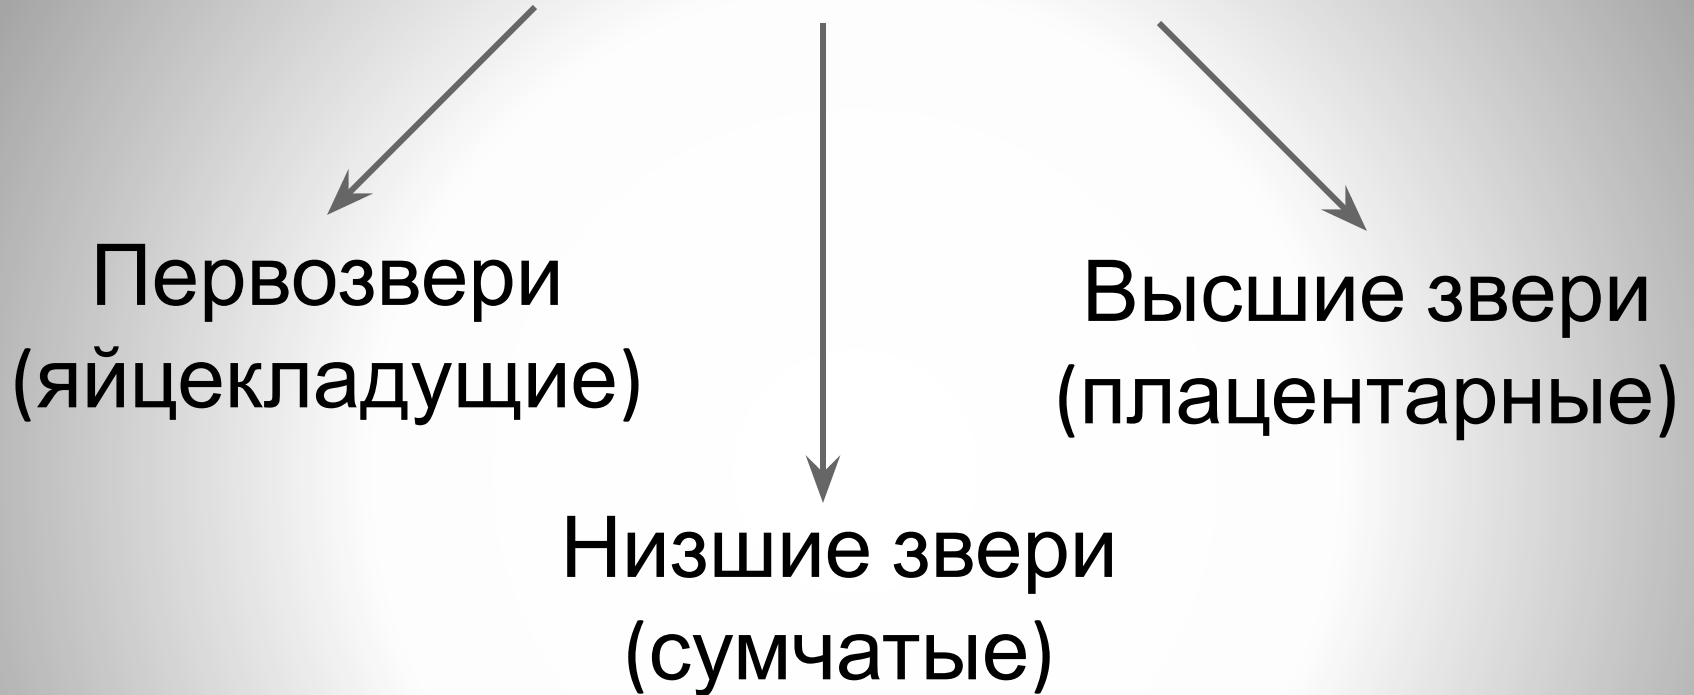 Первозвери
(яйцекладущие)
Высшие звери
(плацентарные)
Низшие звери
(сумчатые)